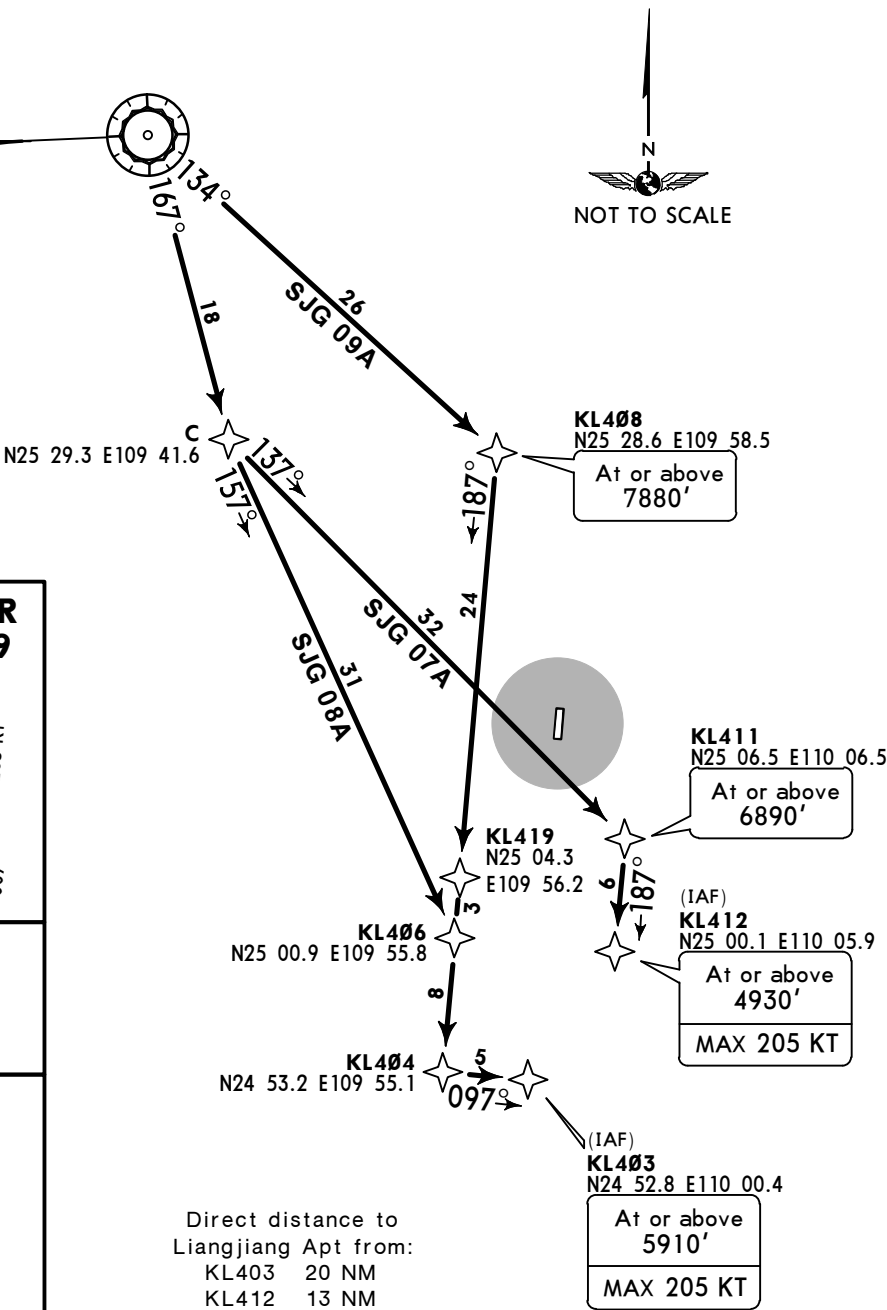 134°
167°
N
NOT TO SCALE
18
26
SJG 09A
C
N25 29.3 E109 41.6
137°
157°
KL4Ø8
N25 28.6 E109 58.5
At or above
7880'
187°
24
32
SJG 07A
31
SJG 08A
R
9
KL411
N25 06.5 E110 06.5
At or above
6890'
6
187°
KL419
N25 04.3
E109 56.2
3
(IAF)
KL412
N25 00.1 E110 05.9
At or above
4930'
MAX 205 KT
KL4Ø6
N25 00.9 E109 55.8
8
KL4Ø4
N24 53.2 E109 55.1
5
097°
(IAF)
KL4Ø3
N24 52.8 E110 00.4
At or above
5910'
MAX 205 KT
Direct distance to
Liangjiang Apt from:
KL403 20 NM
KL412 13 NM